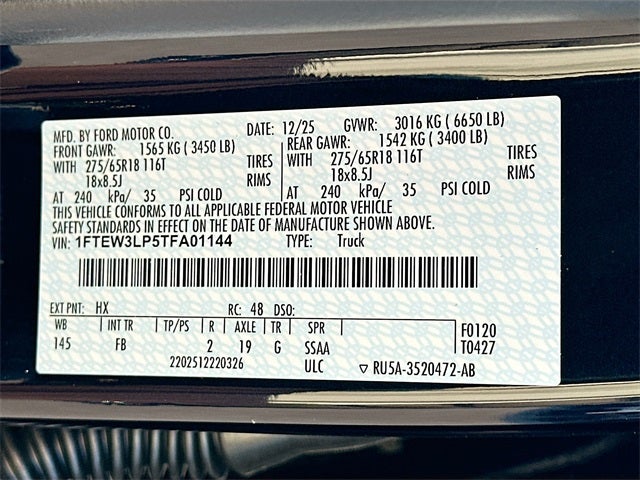 MFD. BY FORD MOTOR CO. DATE: 12/25 GVWR: 3016 KG ( 6650 LB)
FRONT GAWR: 1565 KG ( 3450 LB) REAR GAWR: 1542 KG ( 3400 LB)
WITH 275/65R18 116T TIRES 275/65R18 116T TIRES
18x8.5J RIMS 18x8.5J RIMS
AT 240 kPa/ 35 PSI COLD AT 240 kPa/ 35 PSI COLD
THIS VEHICLE CONFORMS TO ALL APPLICABLE FEDERAL MOTOR VEHICLE
SAFETY STANDARDS IN EFFECT ON THE DATE OF MANUFACTURE SHOWN ABOVE.
VIN: 1FTEW3LP5TFA01144 TYPE: Truck
EXT PNT: HX RC: 48 DSO:
WB INT TR TP/PS R AXLE TR SPR F0120
145 FB 2 19 G SSAA T0427
2202512220326 ULC ▽ RU5A-3520472-AB